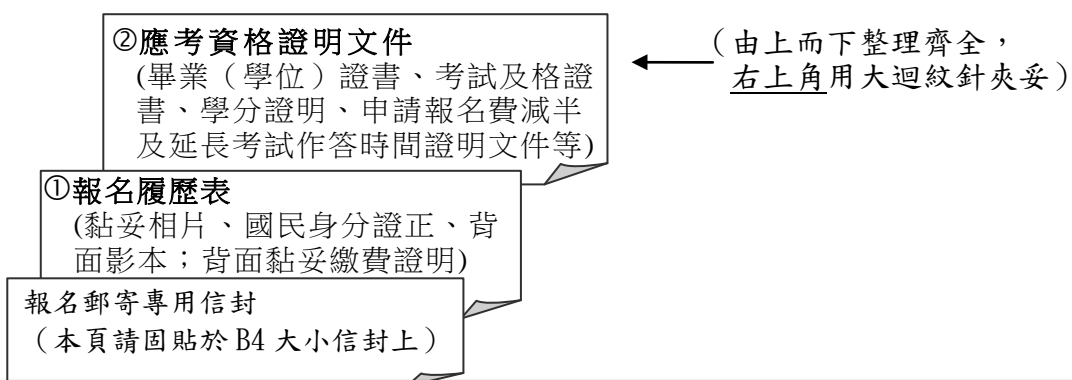 ②應考資格證明文件
(畢業（學位）證書、考試及格證
書、學分證明、申請報名費減半
及延長考試作答時間證明文件等)
（由上而下整理齊全，
右上角用大迴紋針夾妥）
①報名履歷表
(黏妥相片、國民身分證正、背
面影本；背面黏妥繳費證明)
報名郵寄專用信封
（本頁請固貼於 B4 大小信封上）